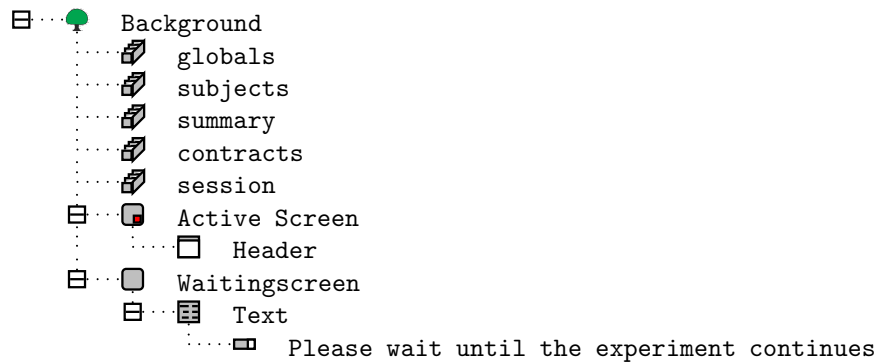 Background
globals
subjects
summary
contracts
session
Active Screen
Header
Waitingscreen
Text
Please wait until the experiment continues